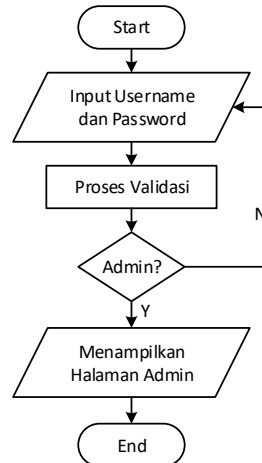 Start
Input Username
dan Password
Proses Validasi
N
Admin?
Y
Menampilkan
Halaman Admin
End